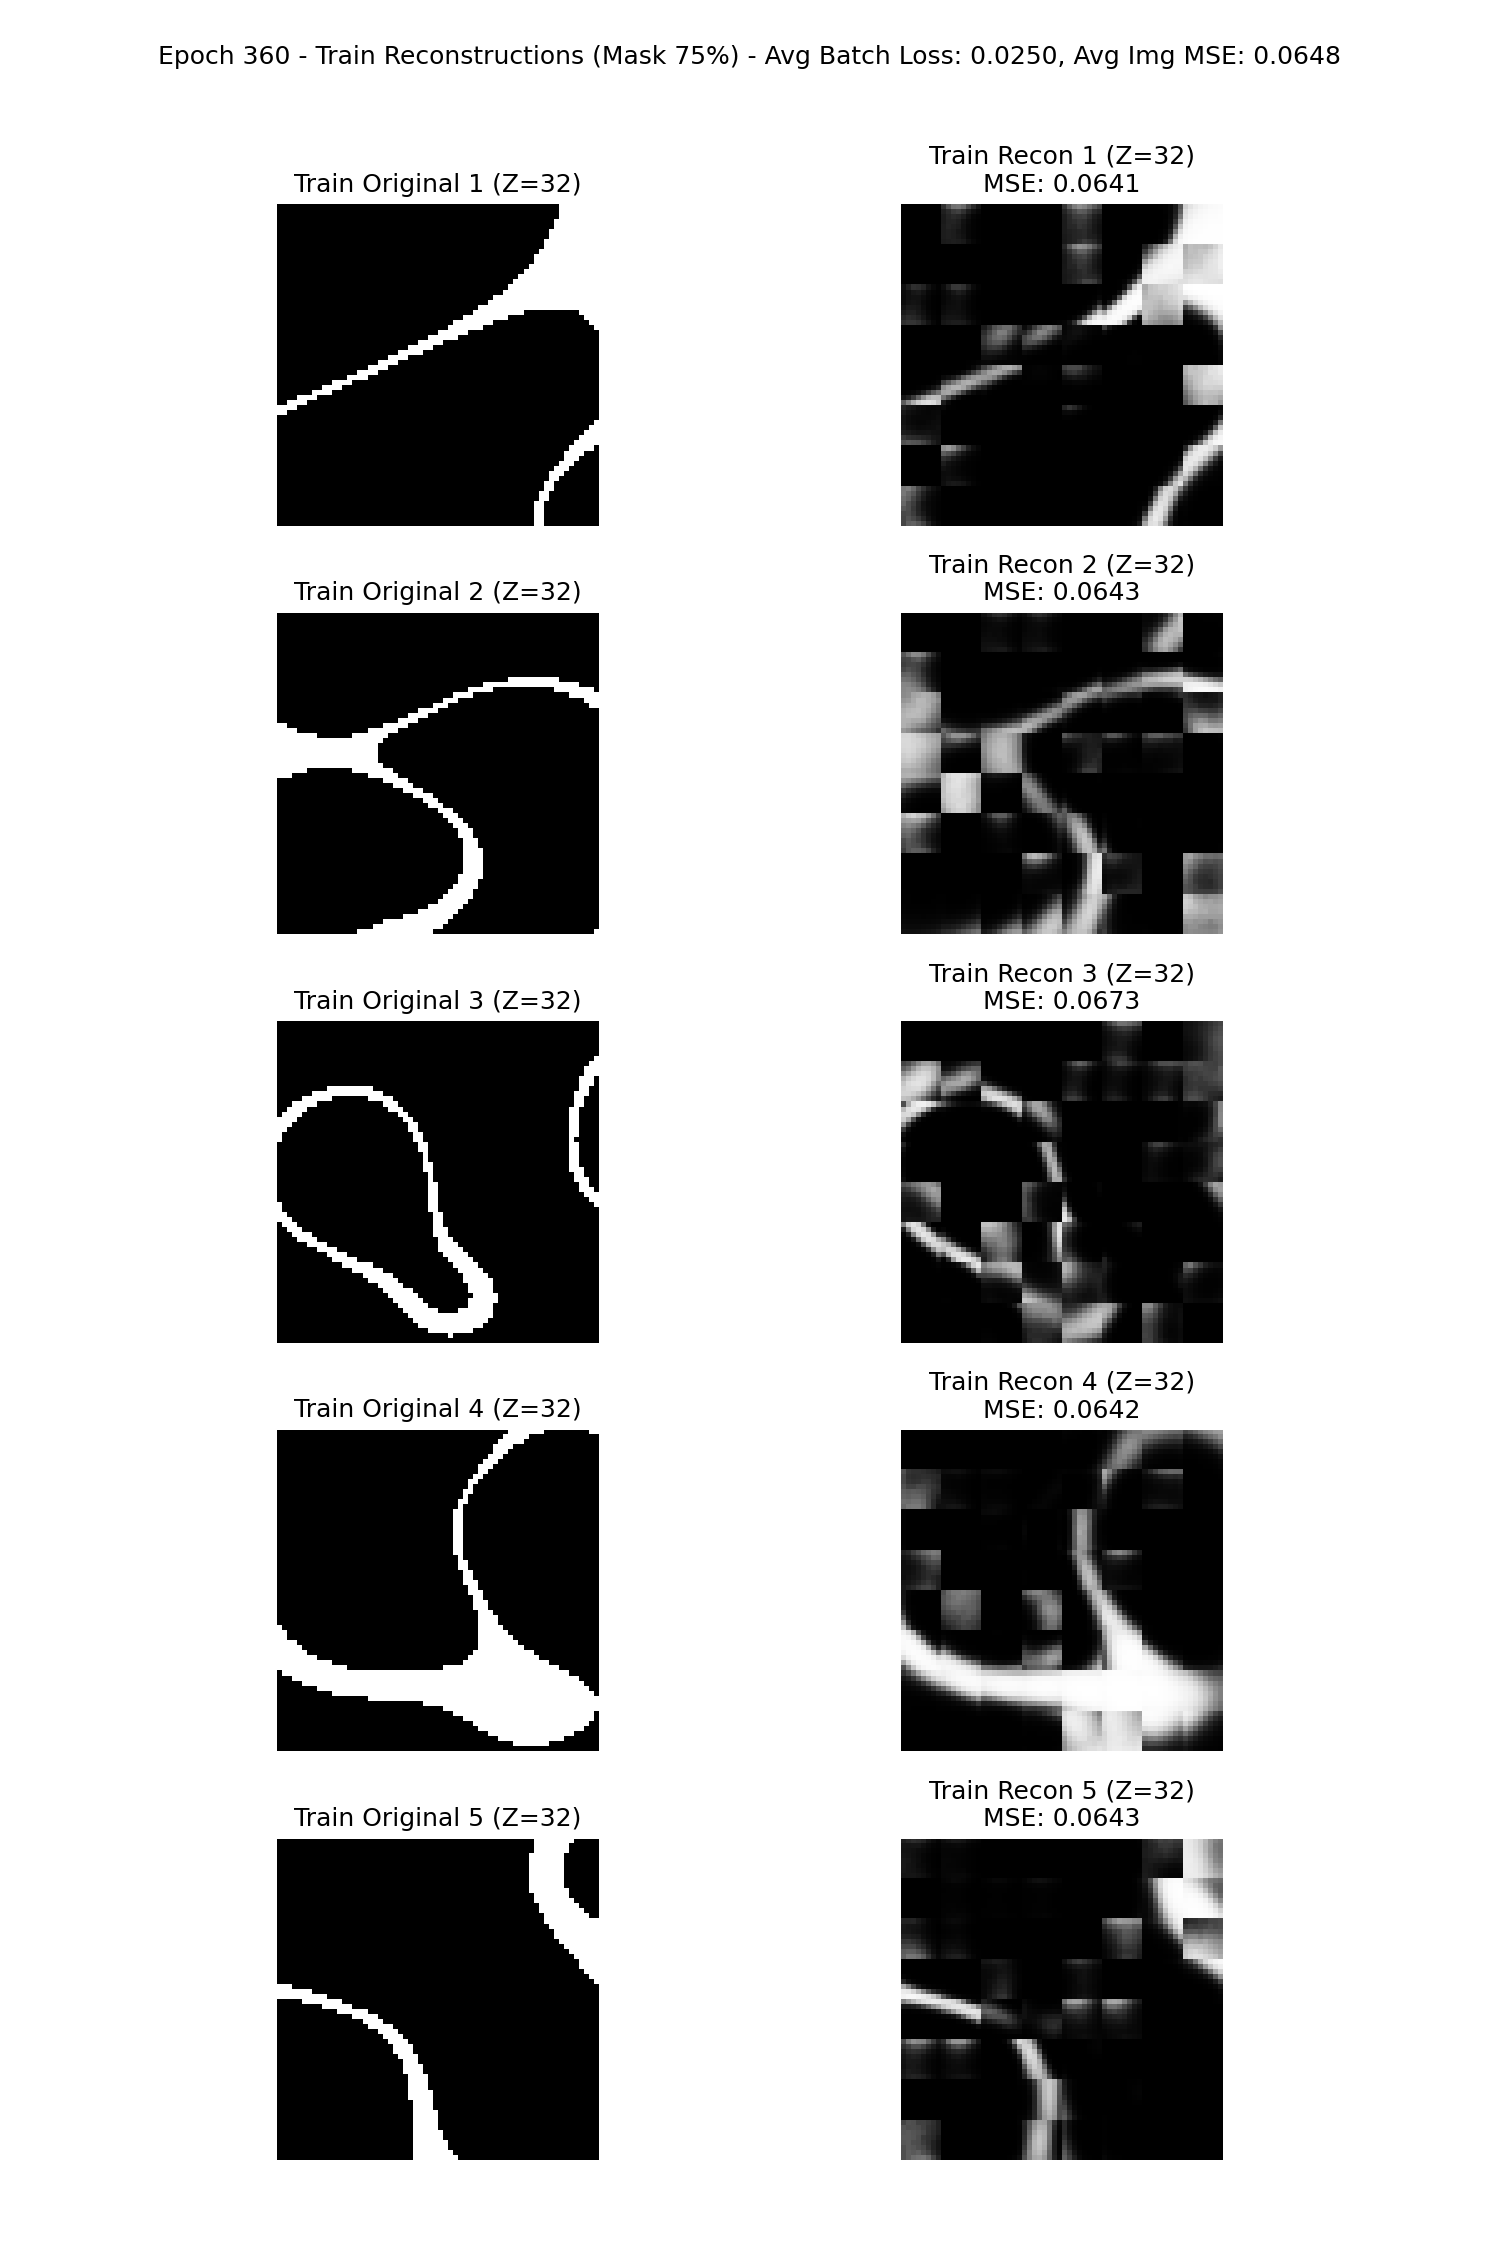 Epoch 360 - Train Reconstructions (Mask 75%) - Avg Batch Loss: 0.0250, Avg Img MSE: 0.0648
Train Original 1 (Z=32)
Train Recon 1 (Z=32)
MSE: 0.0641
Train Original 2 (Z=32)
Train Recon 2 (Z=32)
MSE: 0.0643
Train Original 3 (Z=32)
Train Recon 3 (Z=32)
MSE: 0.0673
Train Original 4 (Z=32)
Train Recon 4 (Z=32)
MSE: 0.0642
Train Original 5 (Z=32)
Train Recon 5 (Z=32)
MSE: 0.0643